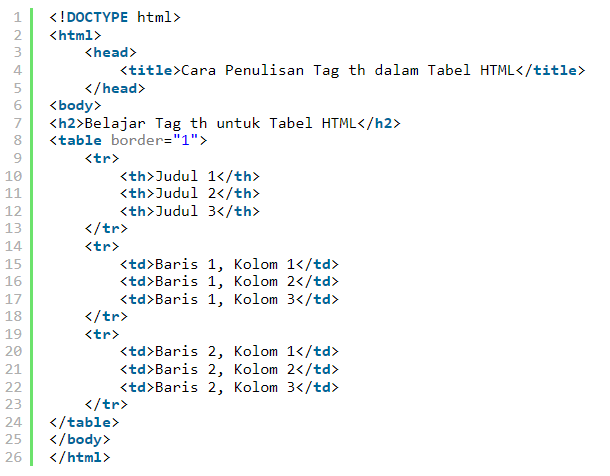 1 <!DOCTYPE html>
2 <html>
3     <head>
4         <title>Cara Penulisan Tag th dalam Tabel HTML</title>
5     </head>
6 <body>
7 <h2>Belajar Tag th untuk Tabel HTML</h2>
8 <table border="1">
9     <tr>
10         <th>Judul 1</th>
11         <th>Judul 2</th>
12         <th>Judul 3</th>
13     </tr>
14     <tr>
15         <td>Baris 1, Kolom 1</td>
16         <td>Baris 1, Kolom 2</td>
17         <td>Baris 1, Kolom 3</td>
18     </tr>
19     <tr>
20         <td>Baris 2, Kolom 1</td>
21         <td>Baris 2, Kolom 2</td>
22         <td>Baris 2, Kolom 3</td>
23     </tr>
24 </table>
25 </body>
26 </html>